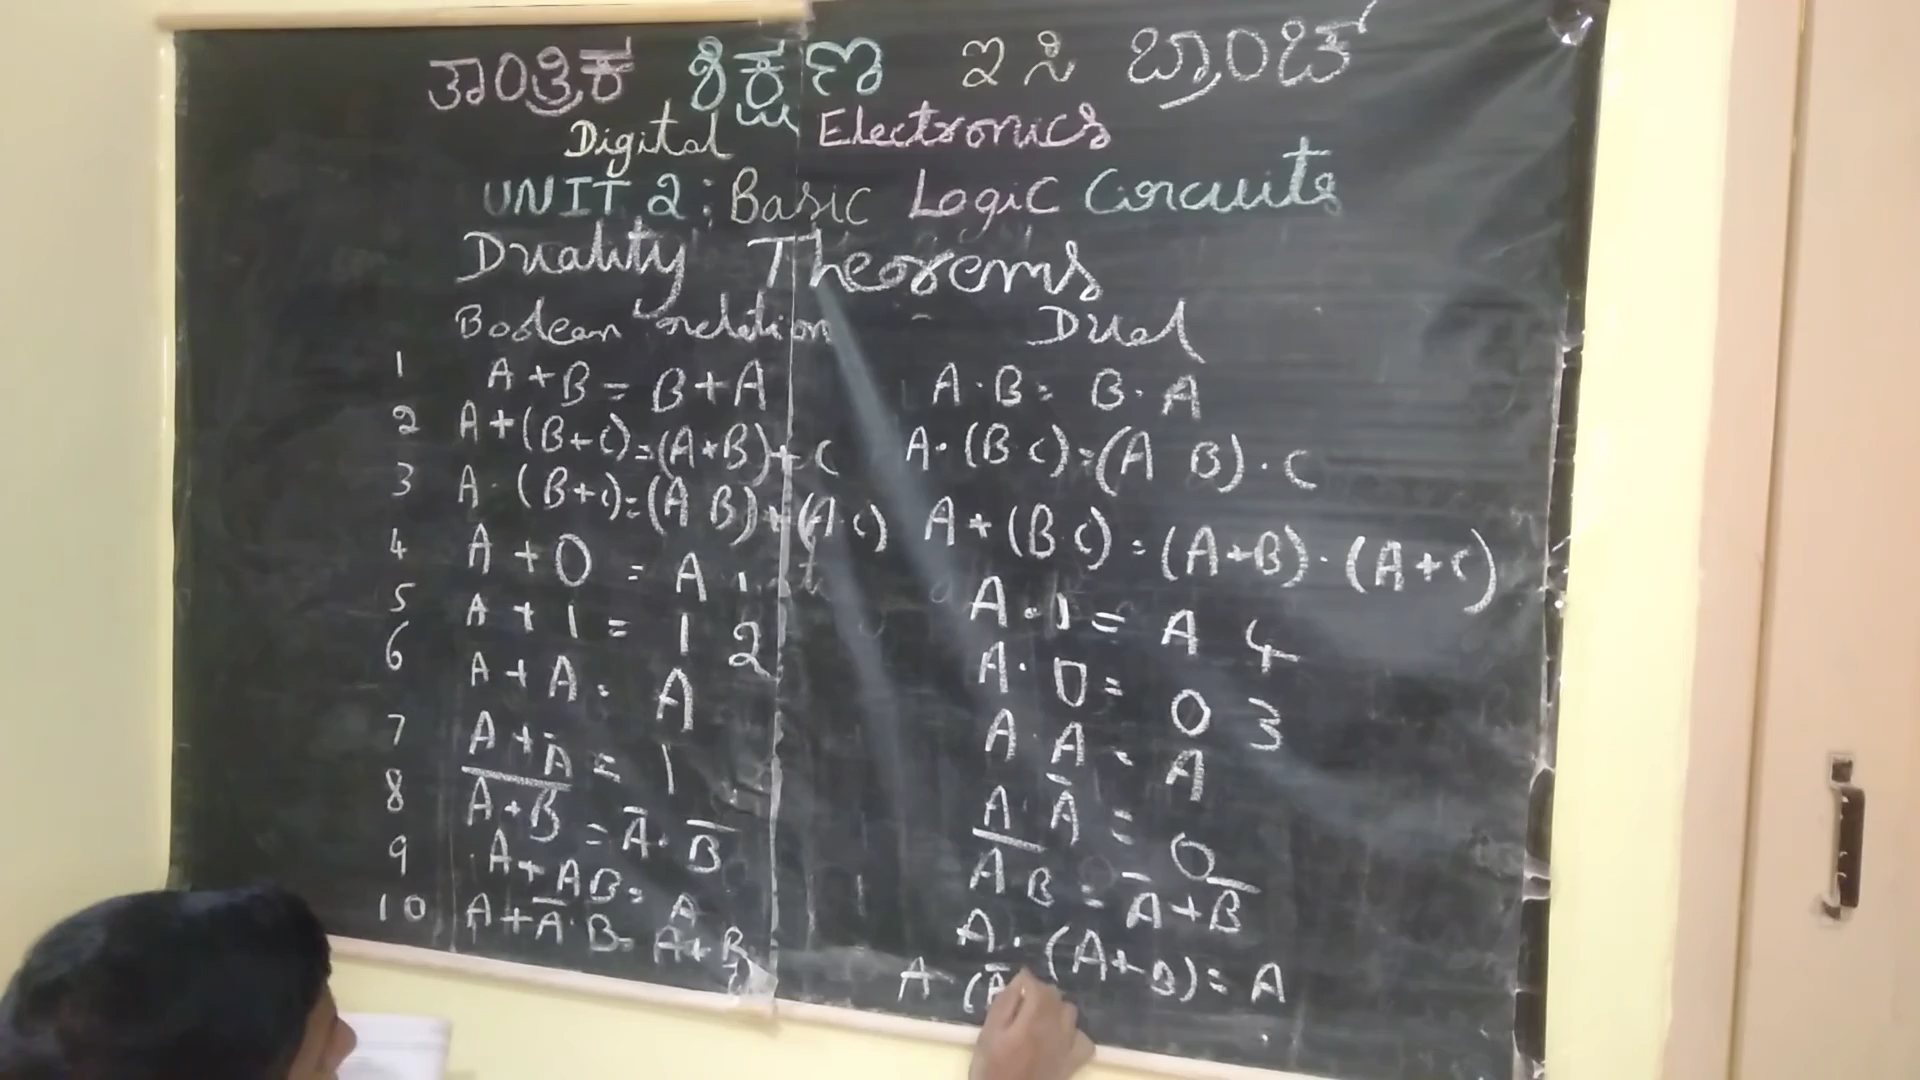 ತಾಂತ್ರಿಕ ಶಿಕ್ಷಣ ಇಸಿ ಬ್ರಾಂಚ್
Digital Electronics
UNIT 2: Basic Logic Circuits
Duality Theorems
Boolean relation Dual
1 A + B = B + A A · B = B · A
2 A + (B + C) = (A + B) + C A · (B C) = (A B) · C
3 A · (B + C) = (A B) + (A · C) A + (B · C) = (A + B) · (A + C)
4 A + 0 = A 1 A · 1 = A 4
5 A + 1 = 1 2 A · 0 = 0 3
6 A + A = A A · A = A
7 A + Ā = 1 A · Ā = 0
8 A̅+̅B̅ = Ā · B̅ A̅ B = Ā + B̅
9 A + AB = A A · (A + B) = A
10 A + Ā · B = A + B A · (Ā